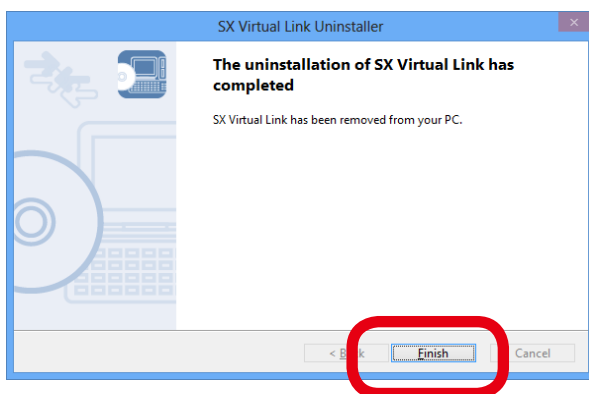 SX Virtual Link Uninstaller
The uninstallation of SX Virtual Link has
completed
SX Virtual Link has been removed from your PC.
Finish
Cancel